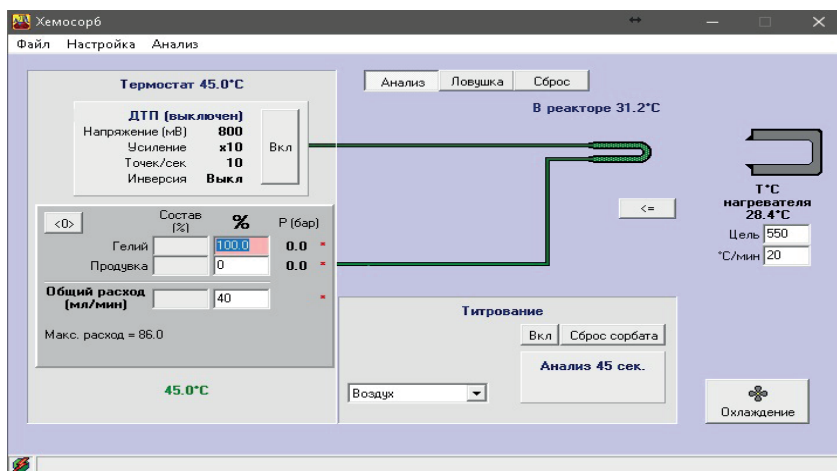 Хемосорб
Файл Настройка Анализ
Термостат 45.0°C
ДТП (выключен)
Напряжение (мВ) 800
Усиление x10
Точек/сек 10
Инверсия Выкл
Вкл
Анализ Ловушка Сброс
В реакторе 31.2°C
<0>
Состав (%) % P (бар)
Гелий 100.0 0.0 *
Продувка 0 0.0 *
Общий расход
(мл/мин) 40 *
Макс. расход = 86.0
45.0°C
<=
T°C
нагревателя
28.4°C
Цель 550
°C/мин 20
Титрование
Вкл Сброс сорбата
Анализ 45 сек.
Воздух
Охлаждение